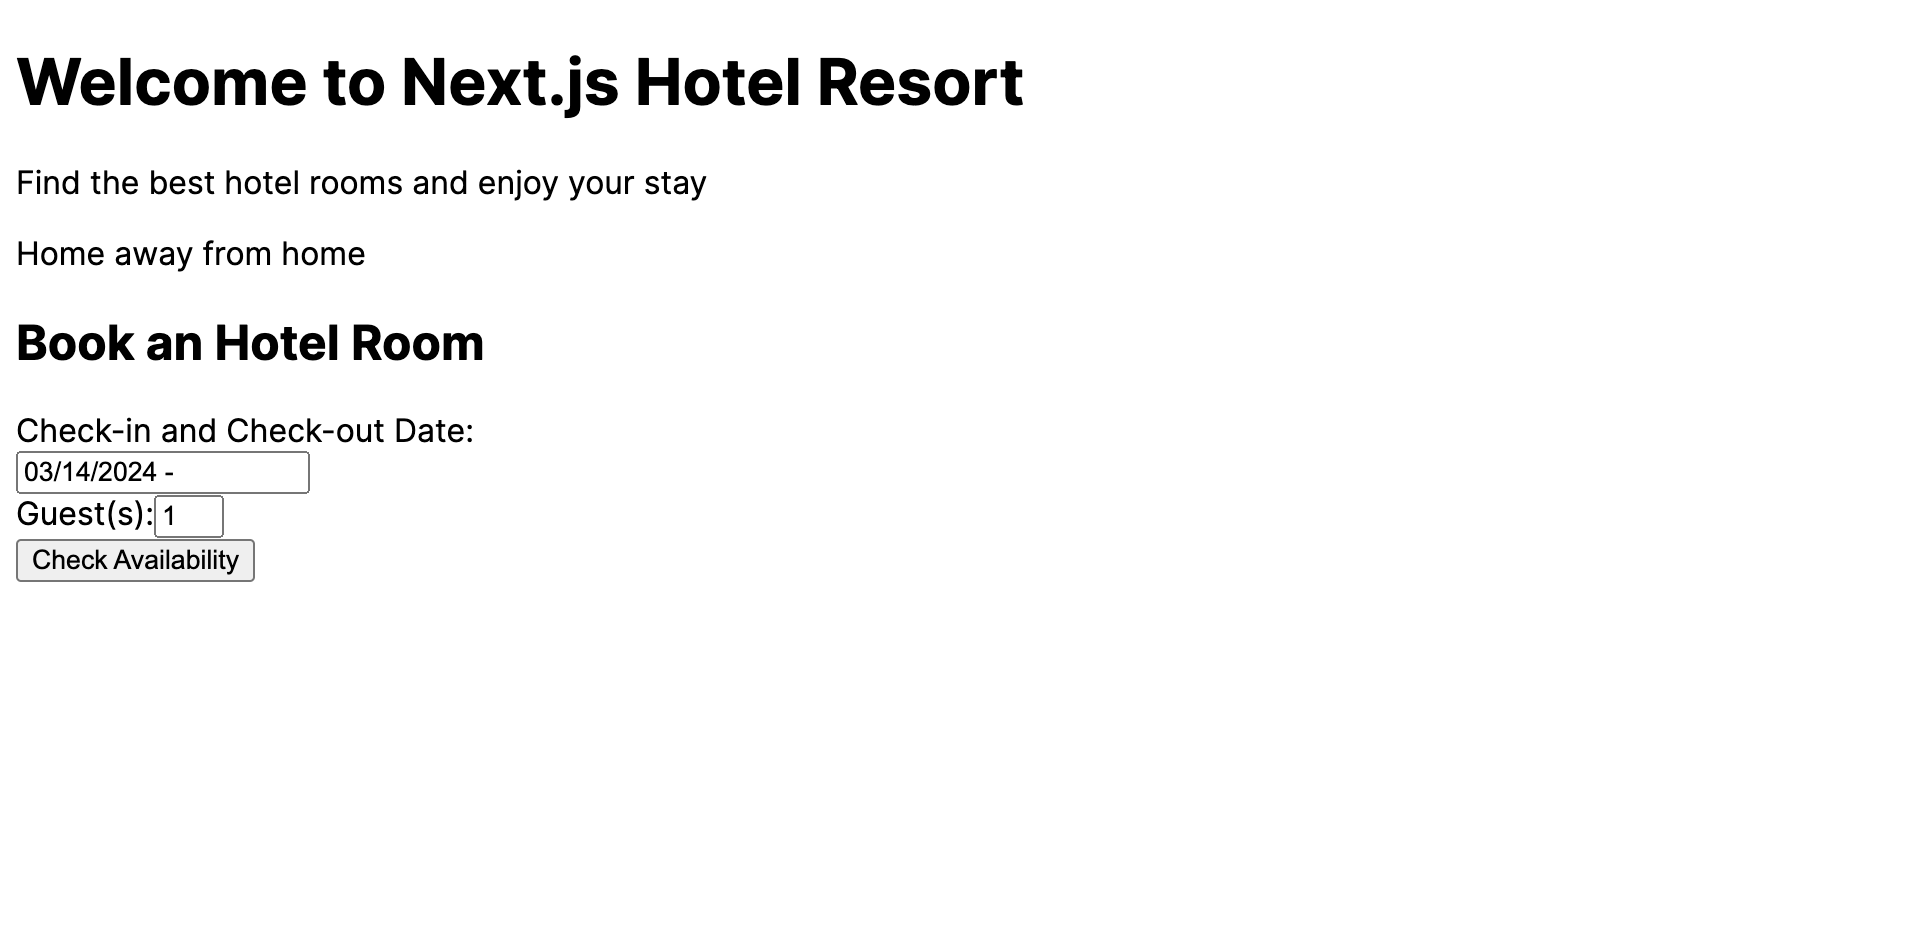 Welcome to Next.js Hotel Resort
Find the best hotel rooms and enjoy your stay
Home away from home
Book an Hotel Room
Check-in and Check-out Date:
03/14/2024 -
Guest(s): 1
Check Availability